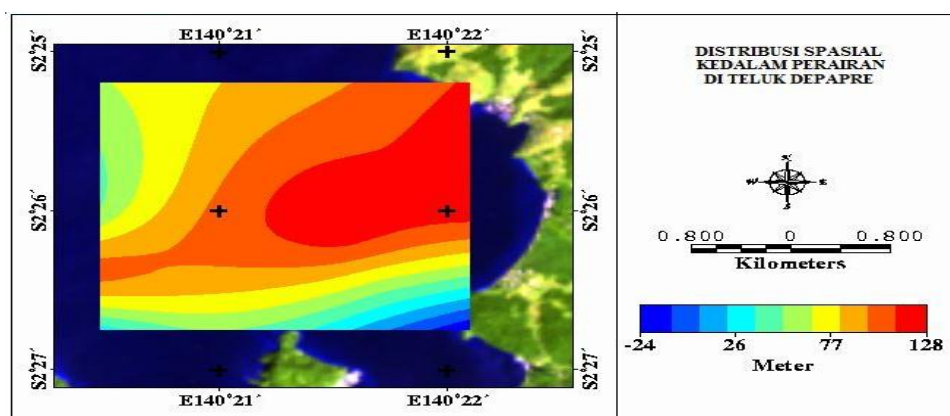 E140°21´ E140°22´
S2°25´ S2°25´
S2°26´ S2°26´
S2°27´ S2°27´
E140°21´ E140°22´
DISTRIBUSI SPASIAL
KEDALAM PERAIRAN
DI TELUK DEPAPRE
N
W E
S
0.800 0 0.800
Kilometers
-24 26 77 128
Meter